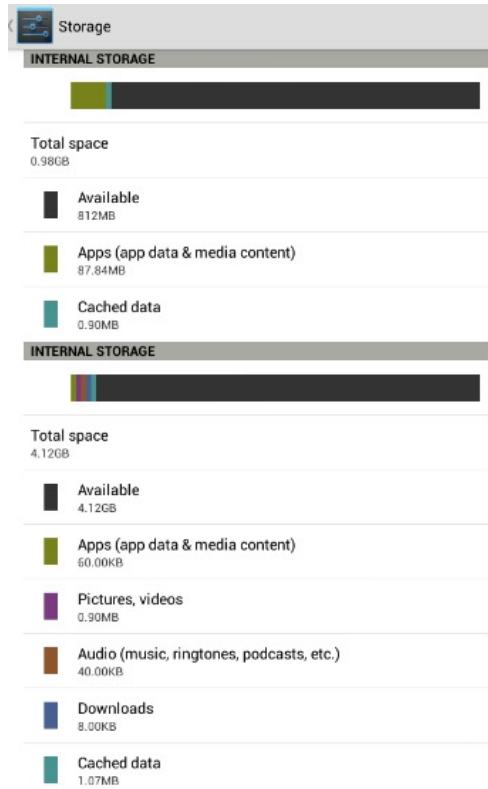 Storage
INTERNAL STORAGE
Total space
0.98GB
Available
812MB
Apps (app data & media content)
87.84MB
Cached data
0.90MB
INTERNAL STORAGE
Total space
4.12GB
Available
4.12GB
Apps (app data & media content)
60.00KB
Pictures, videos
0.90MB
Audio (music, ringtones, podcasts, etc.)
40.00KB
Downloads
8.00KB
Cached data
1.07MB